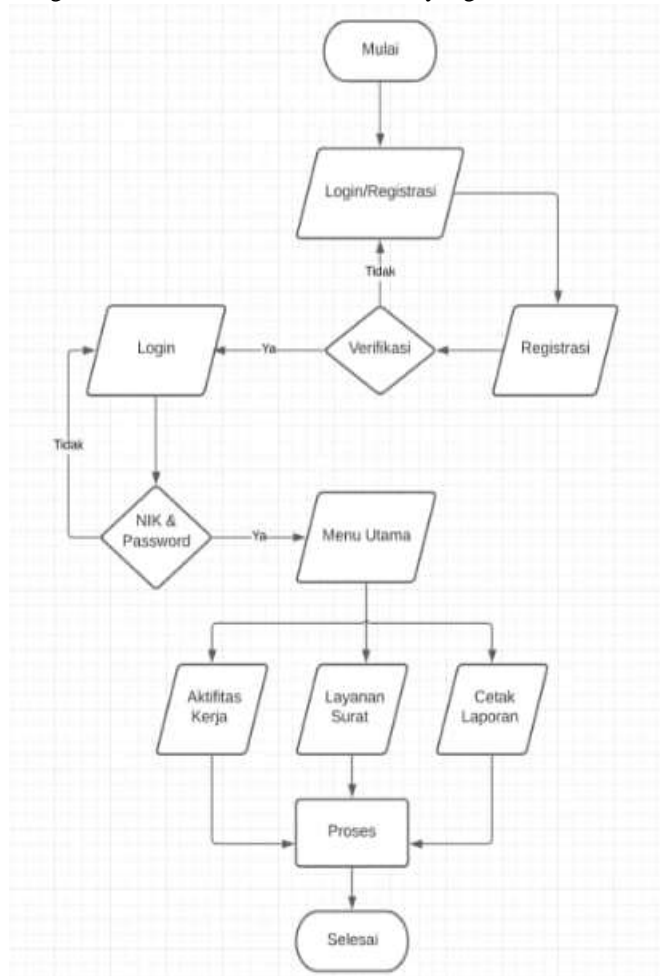 Mulai
Login/Registrasi
Tidak
Login
Ya
Verifikasi
Registrasi
Tidak
NIK &
Password
Ya
Menu Utama
Aktifitas
Kerja
Layanan
Surat
Cetak
Laporan
Proses
Selesai